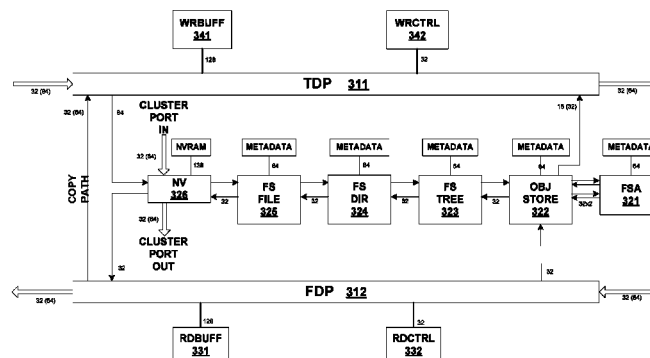 WRBUFF
341
WRCTRL
342
128
32
32 (64)
TDP 311
32 (64)
32 (64)
64
CLUSTER
PORT
IN
32 (64)
16 (32)
NVRAM
METADATA
METADATA
METADATA
METADATA
METADATA
128
64
64
64
64
64
COPY
PATH
NV
326
FS
FILE
325
FS
DIR
324
FS
TREE
323
OBJ
STORE
322
FSA
321
32
32
32
32
32x2
32 (64)
CLUSTER
PORT OUT
32
32
32 (64)
FDP 312
32 (64)
128
32
RDBUFF
331
RDCTRL
332